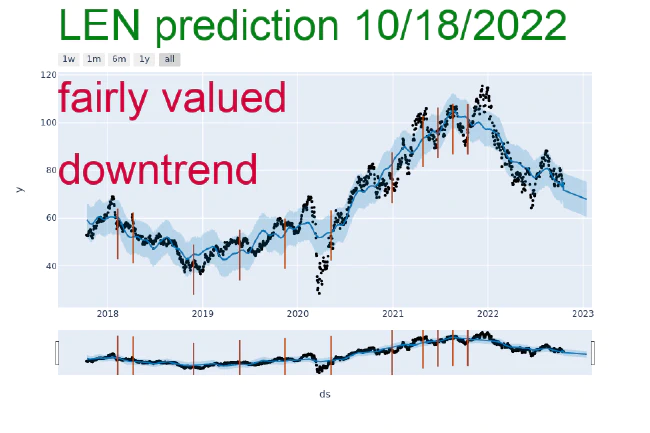 LEN prediction 10/18/2022
1w 1m 6m 1y all
120
fairly valued
100
downtrend
80
y
60
40
2018 2019 2020 2021 2022 2023
ds